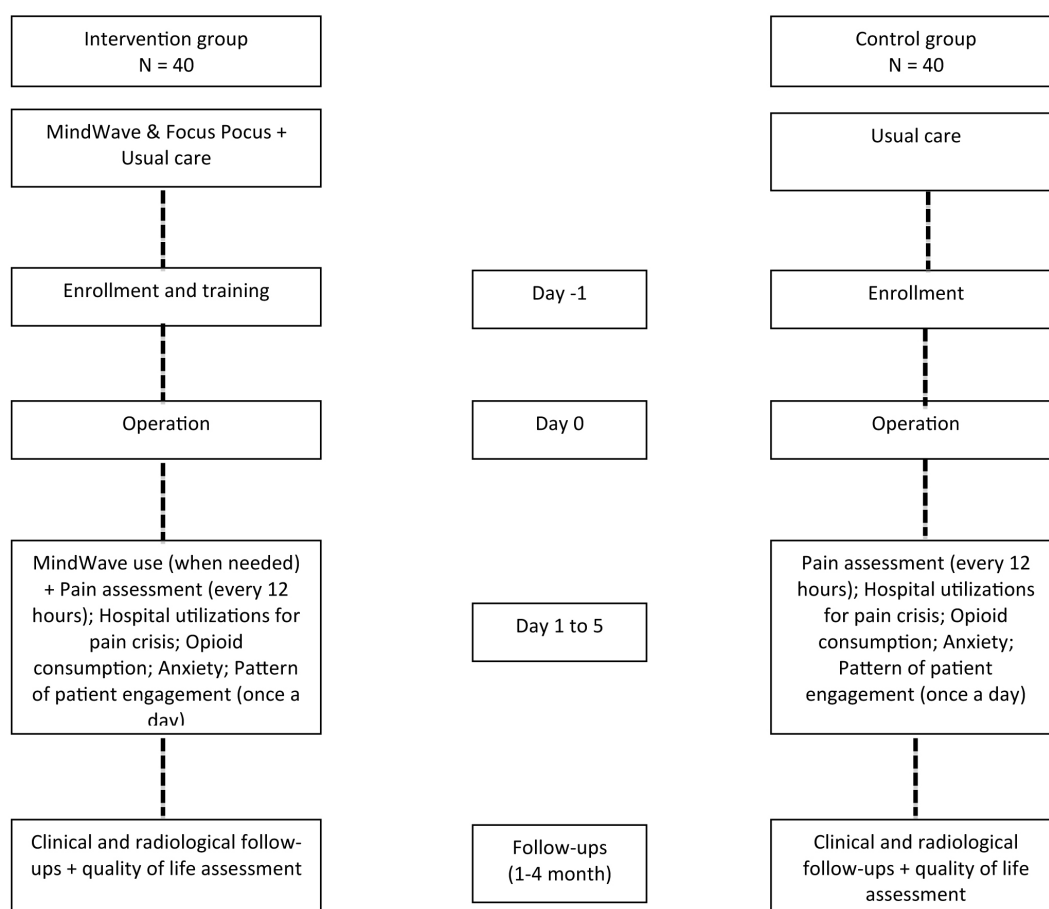 Intervention group
N = 40
Control group
N = 40
MindWave & Focus Pocus +
Usual care
Usual care
Enrollment and training
Day -1
Enrollment
Operation
Day 0
Operation
MindWave use (when needed)
+ Pain assessment (every 12
hours); Hospital utilizations for
pain crisis; Opioid
consumption; Anxiety; Pattern
of patient engagement (once a
day)
Day 1 to 5
Pain assessment (every 12
hours); Hospital utilizations
for pain crisis; Opioid
consumption; Anxiety;
Pattern of patient
engagement (once a day)
Clinical and radiological follow-
ups + quality of life assessment
Follow-ups
(1-4 month)
Clinical and radiological
follow-ups + quality of life
assessment